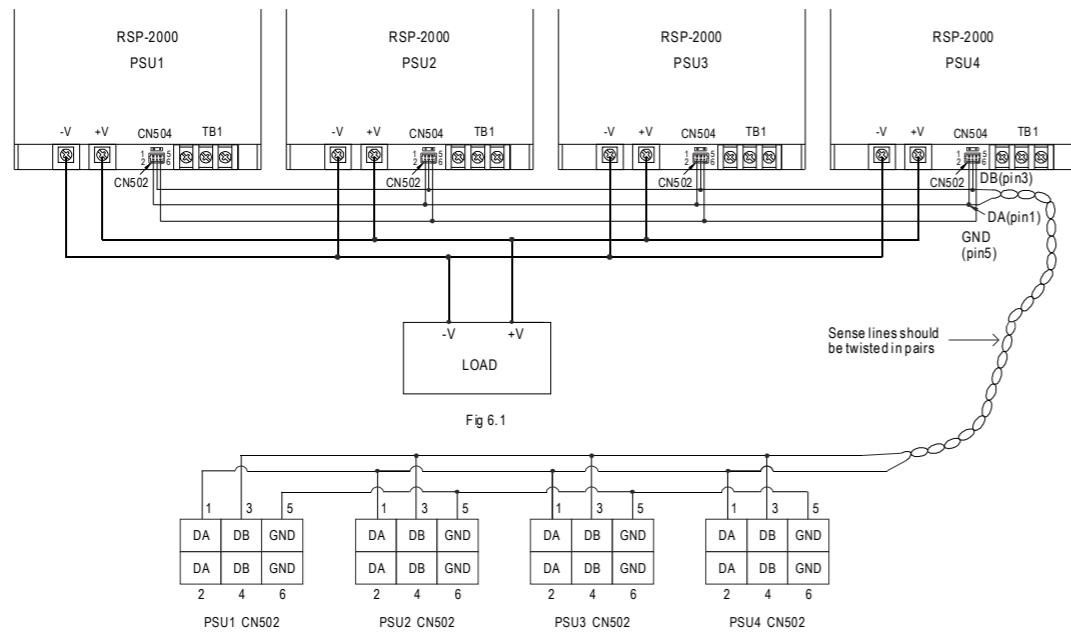 RSP-2000 RSP-2000 RSP-2000 RSP-2000
PSU1 PSU2 PSU3 PSU4
-V +V CN504 TB1 -V +V CN504 TB1 -V +V CN504 TB1 -V +V CN504 TB1
1 5 1 5 1 5 1 5
2 6 2 6 2 6 2 6
CN502 CN502 CN502 CN502
DB(pin3)
DA(pin1)
GND
(pin5)
-V +V
LOAD
Sense lines should
be twisted in pairs
Fig 6.1
1 3 5 1 3 5 1 3 5 1 3 5
DA DB GND DA DB GND DA DB GND DA DB GND
DA DB GND DA DB GND DA DB GND DA DB GND
2 4 6 2 4 6 2 4 6 2 4 6
PSU1 CN502 PSU2 CN502 PSU3 CN502 PSU4 CN502